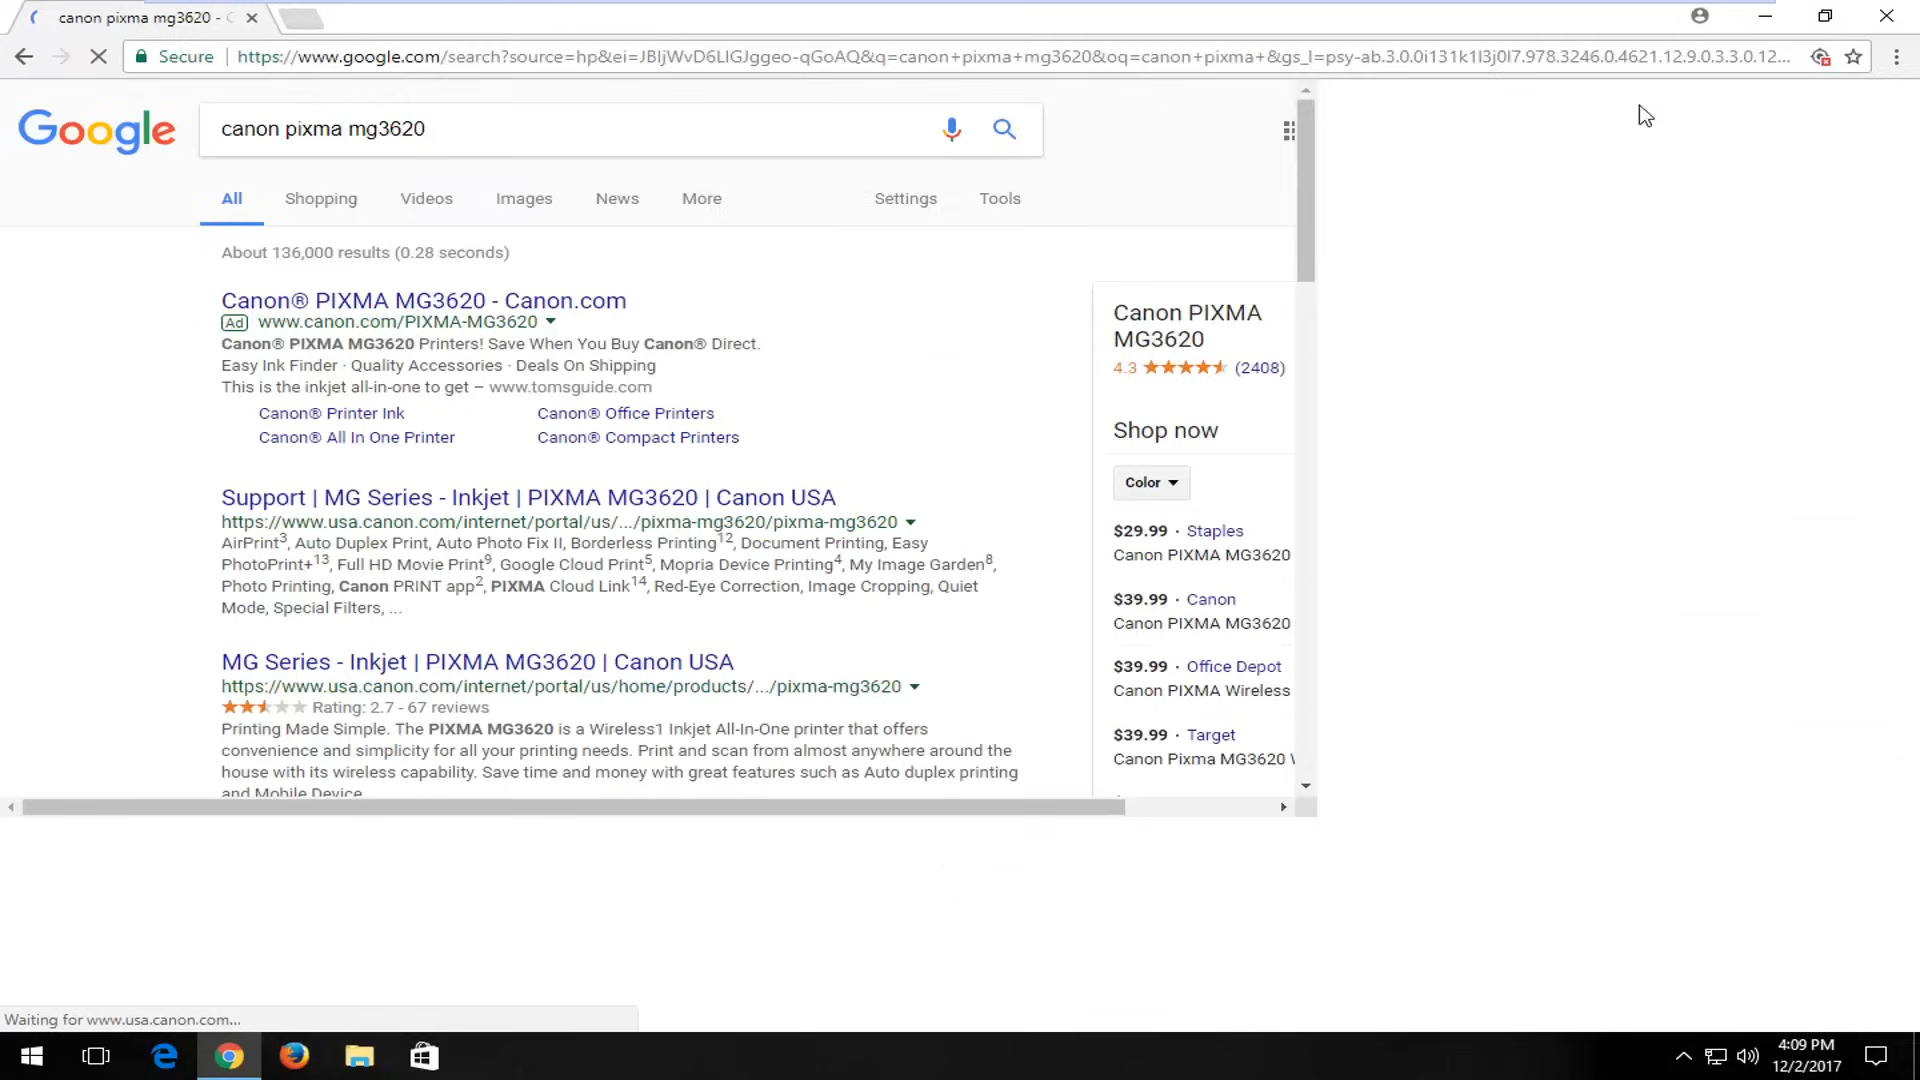 canon pixma mg3620 - G
Secure
https://www.google.com/search?source=hp&ei=JBIjWvD6LIGJggeo-qGoAQ&q=canon+pixma+mg3620&oq=canon+pixma+&gs_l=psy-ab.3.0.0i131k1l3j0l7.978.3246.0.4621.12.9.0.3.3.0.12...
Google
canon pixma mg3620
All Shopping Videos Images News More Settings Tools
About 136,000 results (0.28 seconds)
Canon® PIXMA MG3620 - Canon.com
Ad www.canon.com/PIXMA-MG3620
Canon® PIXMA MG3620 Printers! Save When You Buy Canon® Direct.
Easy Ink Finder · Quality Accessories · Deals On Shipping
This is the inkjet all-in-one to get – www.tomsguide.com
Canon® Printer Ink Canon® Office Printers
Canon® All In One Printer Canon® Compact Printers
Support | MG Series - Inkjet | PIXMA MG3620 | Canon USA
https://www.usa.canon.com/internet/portal/us/.../pixma-mg3620/pixma-mg3620
AirPrint3, Auto Duplex Print, Auto Photo Fix II, Borderless Printing12, Document Printing, Easy
PhotoPrint+13, Full HD Movie Print9, Google Cloud Print5, Mopria Device Printing4, My Image Garden8,
Photo Printing, Canon PRINT app2, PIXMA Cloud Link14, Red-Eye Correction, Image Cropping, Quiet
Mode, Special Filters, ...
MG Series - Inkjet | PIXMA MG3620 | Canon USA
https://www.usa.canon.com/internet/portal/us/home/products/.../pixma-mg3620
Rating: 2.7 - 67 reviews
Printing Made Simple. The PIXMA MG3620 is a Wireless1 Inkjet All-In-One printer that offers
convenience and simplicity for all your printing needs. Print and scan from almost anywhere around the
house with its wireless capability. Save time and money with great features such as Auto duplex printing
and Mobile Device
Canon PIXMA
MG3620
4.3 (2408)
Shop now
Color
$29.99 · Staples
Canon PIXMA MG3620
$39.99 · Canon
Canon PIXMA MG3620
$39.99 · Office Depot
Canon PIXMA Wireless
$39.99 · Target
Canon Pixma MG3620
Waiting for www.usa.canon.com...
4:09 PM
12/2/2017